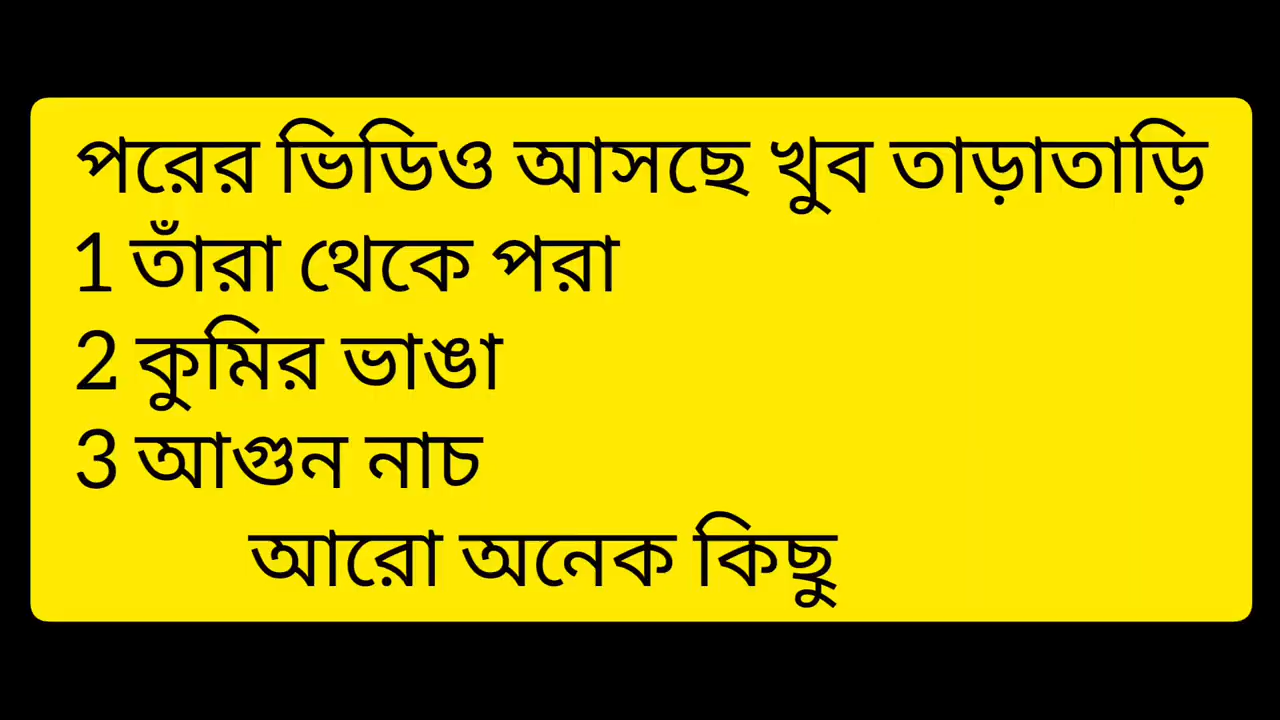 পরের ভিডিও আসছে খুব তাড়াতাড়ি
1 তাঁরা থেকে পরা
2 কুমির ভাঙা
3 আগুন নাচ
আরো অনেক কিছু